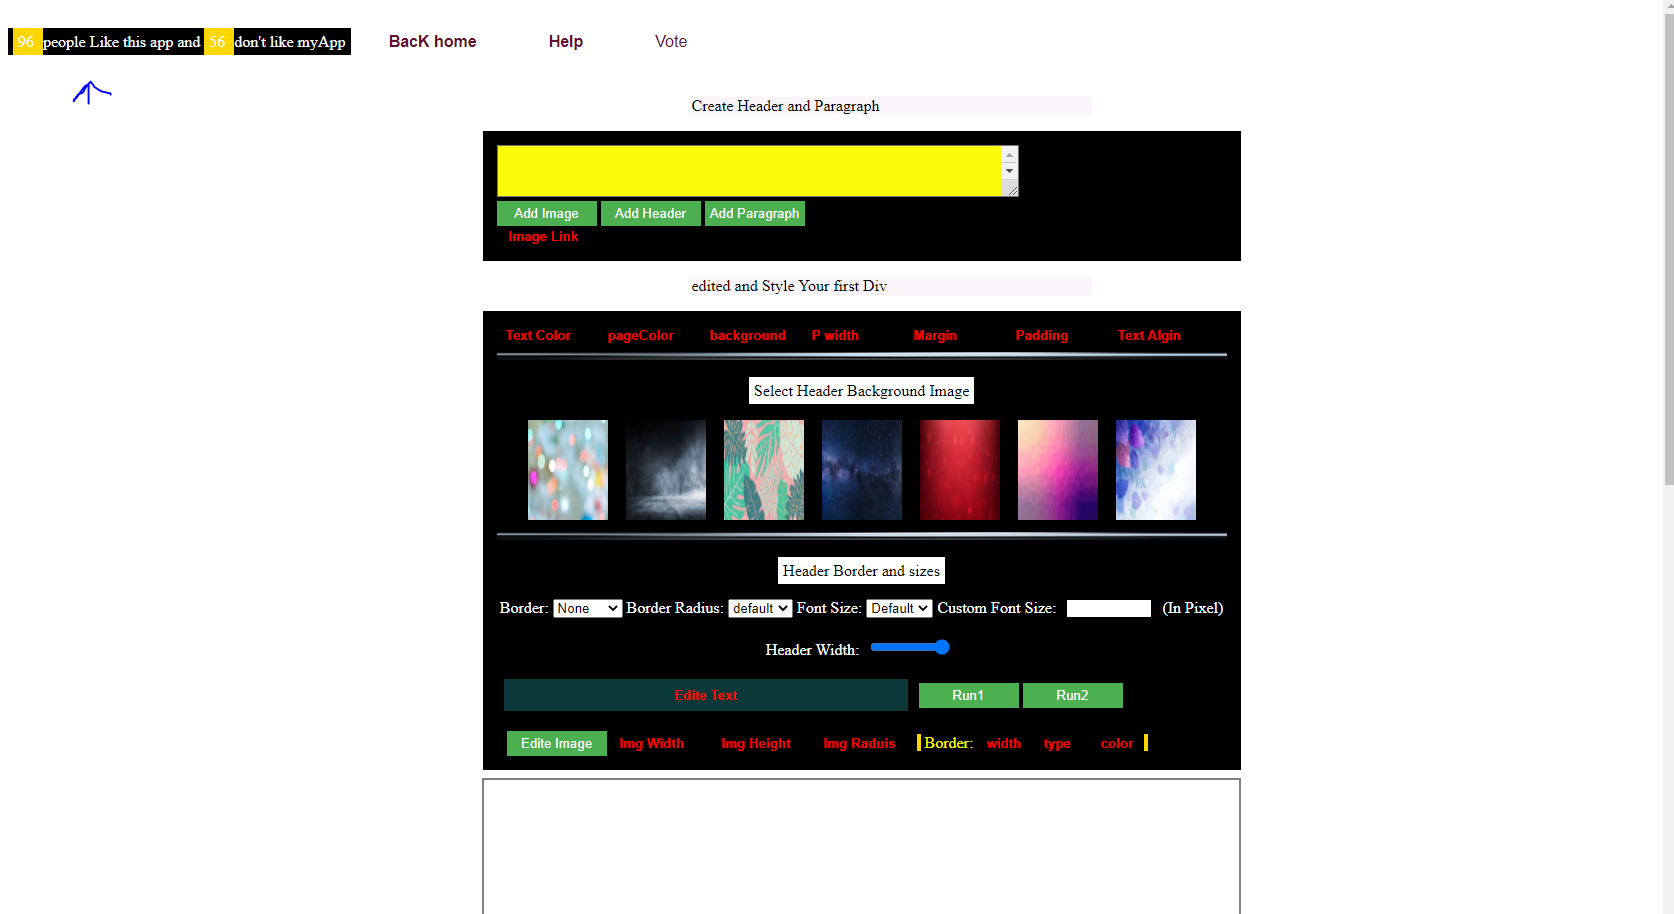 96 people Like this app and 56 don't like myApp BacK home Help Vote
Create Header and Paragraph
Add Image Add Header Add Paragraph
Image Link
edited and Style Your first Div
Text Color pageColor background P width Margin Padding Text Algin
Select Header Background Image
Header Border and sizes
Border: None Border Radius: default Font Size: Default Custom Font Size: (In Pixel)
Header Width:
Edite Text Run1 Run2
Edite Image Img Width Img Height Img Raduis Border: width type color